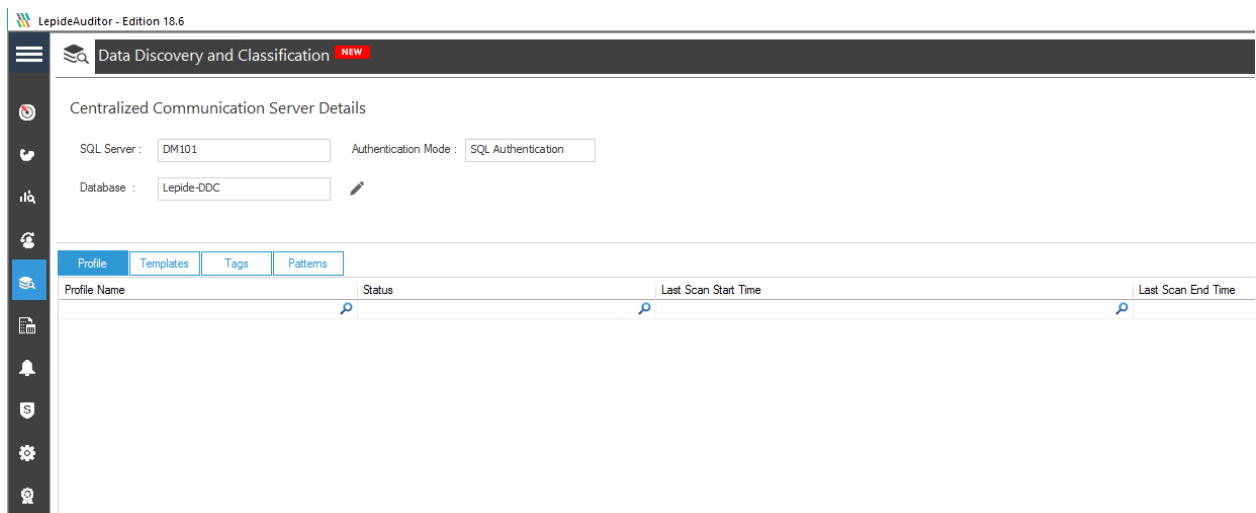 LepideAuditor - Edition 18.6
Data Discovery and Classification NEW
Centralized Communication Server Details
SQL Server : DM101 Authentication Mode : SQL Authentication
Database : Lepide-DDC
Profile Templates Tags Patterns
Profile Name Status Last Scan Start Time Last Scan End Time
S